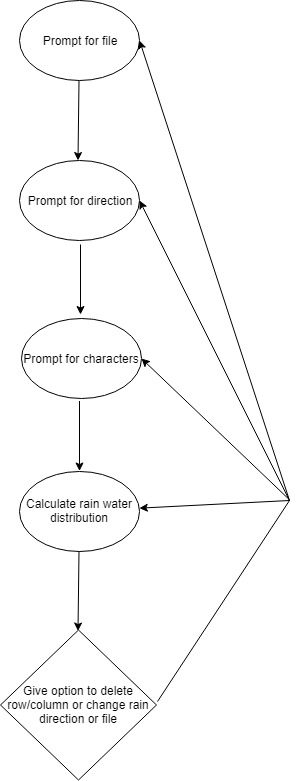 Prompt for file
Prompt for direction
Prompt for characters
Calculate rain water
distribution
Give option to delete
row/column or change rain
direction or file